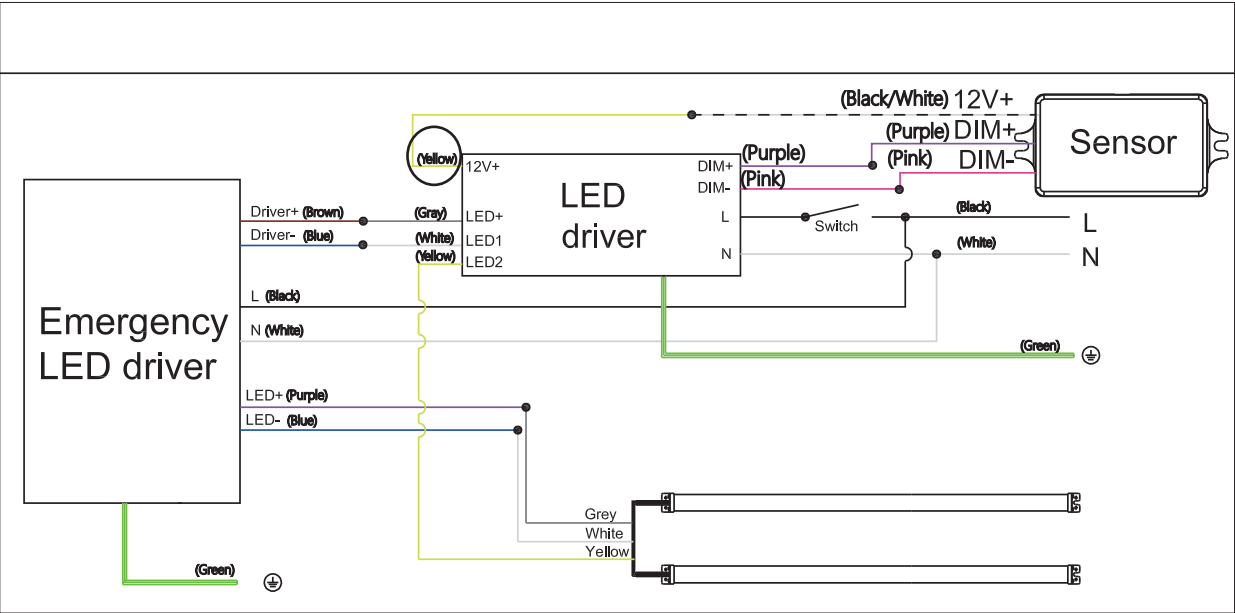 (Black/White) 12V+
(Purple) DIM+
(Pink) DIM-
Sensor
(Yellow)
12V+
LED
driver
DIM+
(Purple)
DIM-
(Pink)
Driver+ (Brown)
(Gray)
LED+
L
Switch
(Black)
L
Driver- (Blue)
(White)
LED1
(Yellow)
LED2
N
(White)
N
L (Black)
N (White)
Emergency
LED driver
(Green)
LED+ (Purple)
LED- (Blue)
Grey
White
Yellow
(Green)